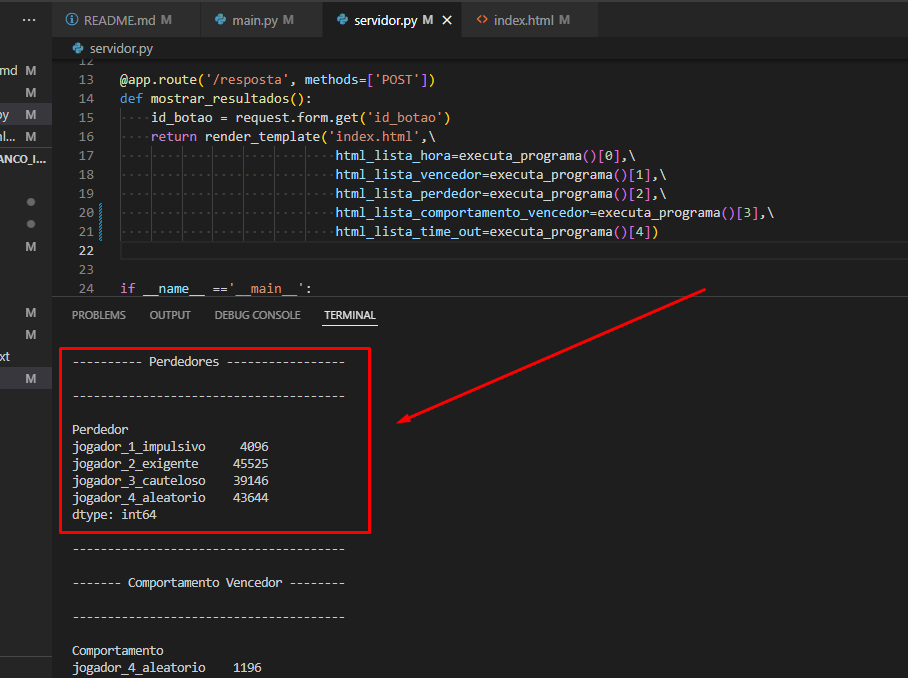 README.md M
main.py M
servidor.py M
index.html M
servidor.py
md M
M
py M
nl... M
ANCO_I...
M
M
M
xt
M
12
13 @app.route('/resposta', methods=['POST'])
14 def mostrar_resultados():
15 id_botao = request.form.get('id_botao')
16 return render_template('index.html',\
17 html_lista_hora=executa_programa()[0],\
18 html_lista_vencedor=executa_programa()[1],\
19 html_lista_perdedor=executa_programa()[2],\
20 html_lista_comportamento_vencedor=executa_programa()[3],\
21 html_lista_time_out=executa_programa()[4])
22
23
24 if __name__ =='__main__':
PROBLEMS OUTPUT DEBUG CONSOLE TERMINAL
---------- Perdedores -----------------
---------------------------------------
Perdedor
jogador_1_impulsivo 4096
jogador_2_exigente 45525
jogador_3_cauteloso 39146
jogador_4_aleatorio 43644
dtype: int64
---------------------------------------
------- Comportamento Vencedor --------
---------------------------------------
Comportamento
jogador_4_aleatorio 1196